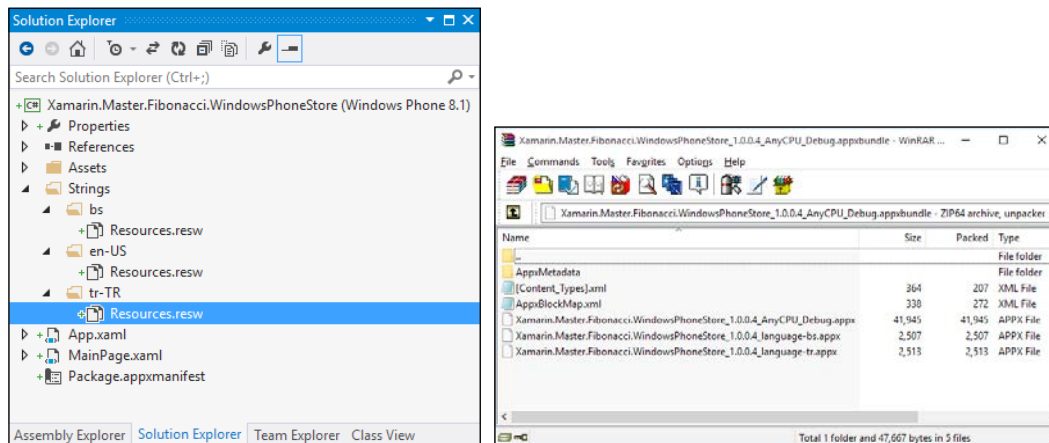 Solution Explorer
Search Solution Explorer (Ctrl+;)
C# Xamarin.Master.Fibonacci.WindowsPhoneStore (Windows Phone 8.1)
Properties
References
Assets
Strings
bs
Resources.resw
en-US
Resources.resw
tr-TR
Resources.resw
App.xaml
MainPage.xaml
Package.appxmanifest
Assembly Explorer Solution Explorer Team Explorer Class View
Xamarin.Master.Fibonacci.WindowsPhoneStore_1.0.0.4_AnyCPU_Debug.appxbundle - WinRAR ...
File Commands Tools Favorites Options Help
Xamarin.Master.Fibonacci.WindowsPhoneStore_1.0.0.4_AnyCPU_Debug.appxbundle - ZIP64 archive, unpacker
Name Size Packed Type
.. File folder
AppxMetadata File folder
[Content_Types].xml 364 207 XML File
AppxBlockMap.xml 338 272 XML File
Xamarin.Master.Fibonacci.WindowsPhoneStore_1.0.0.4_AnyCPU_Debug.appx 41,945 41,945 APPX File
Xamarin.Master.Fibonacci.WindowsPhoneStore_1.0.0.4_language-bs.appx 2,507 2,507 APPX File
Xamarin.Master.Fibonacci.WindowsPhoneStore_1.0.0.4_language-tr.appx 2,513 2,513 APPX File
Total 1 folder and 47,667 bytes in 5 files